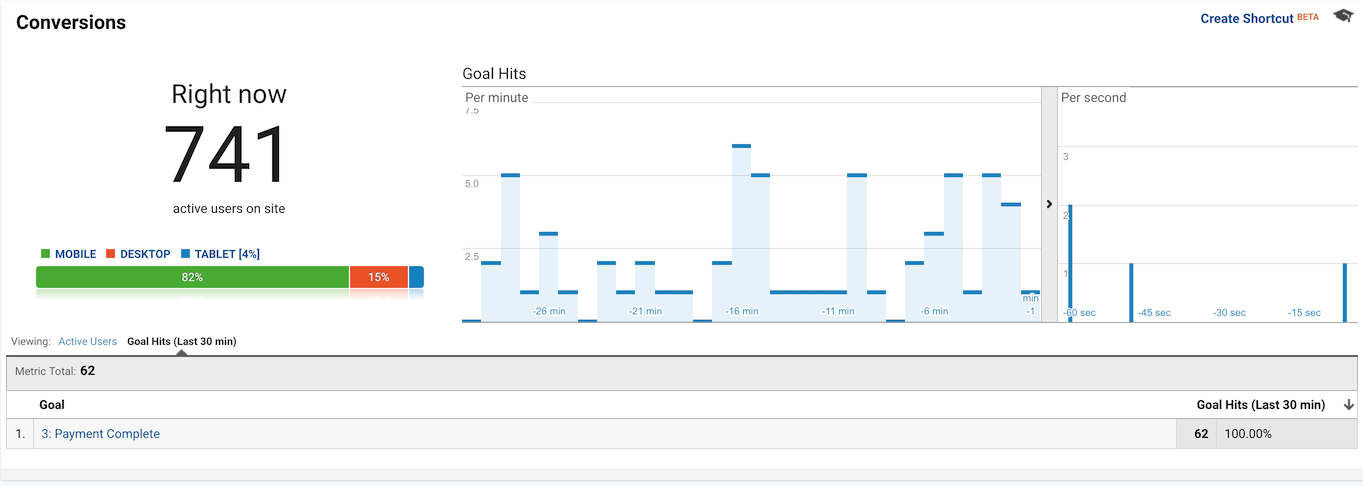 Conversions
Create Shortcut BETA
Right now
741
active users on site
MOBILE DESKTOP TABLET [4%]
82% 15%
Goal Hits
Per minute
7.5
5.0
2.5
-26 min -21 min -16 min -11 min -6 min min
-1
Per second
3
2
1
-60 sec -45 sec -30 sec -15 sec
Viewing: Active Users Goal Hits (Last 30 min)
Metric Total: 62
Goal Goal Hits (Last 30 min)
1. 3: Payment Complete 62 100.00%